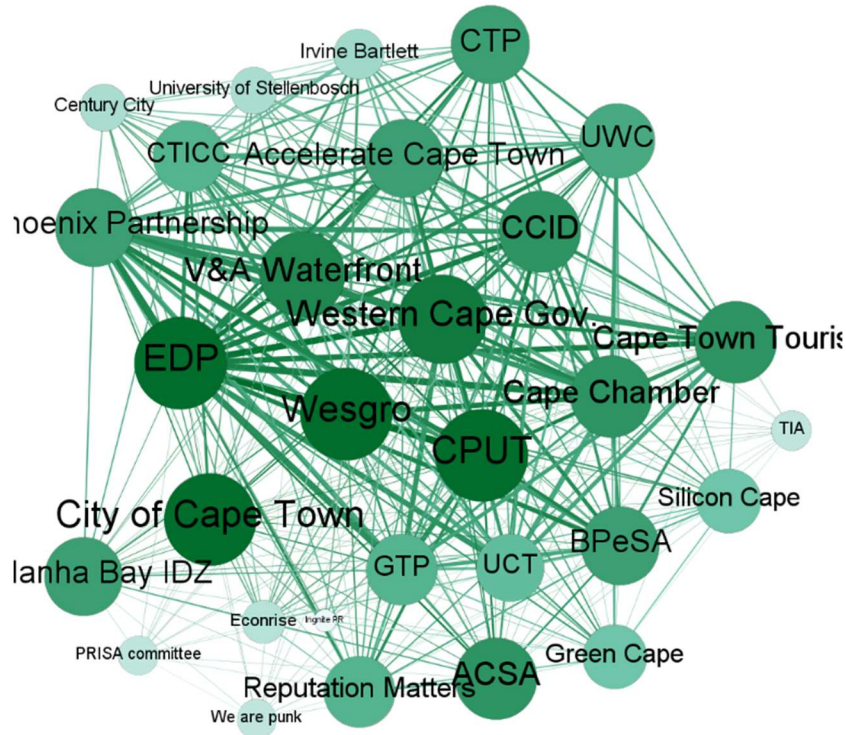 CTP
Irvine Bartlett
University of Stellenbosch
Century City
UWC
CTICC
Accelerate Cape Town
hoenix Partnership
CCID
V&A Waterfront
Western Cape Gov.
Cape Town Touris
EDP
Cape Chamber
Wesgro
TIA
CPUT
Silicon Cape
City of Cape Town
BPeSA
GTP
UCT
lanha Bay IDZ
Econrise
Ingnite PR
PRISA committee
Green Cape
ACSA
Reputation Matters
We are punk